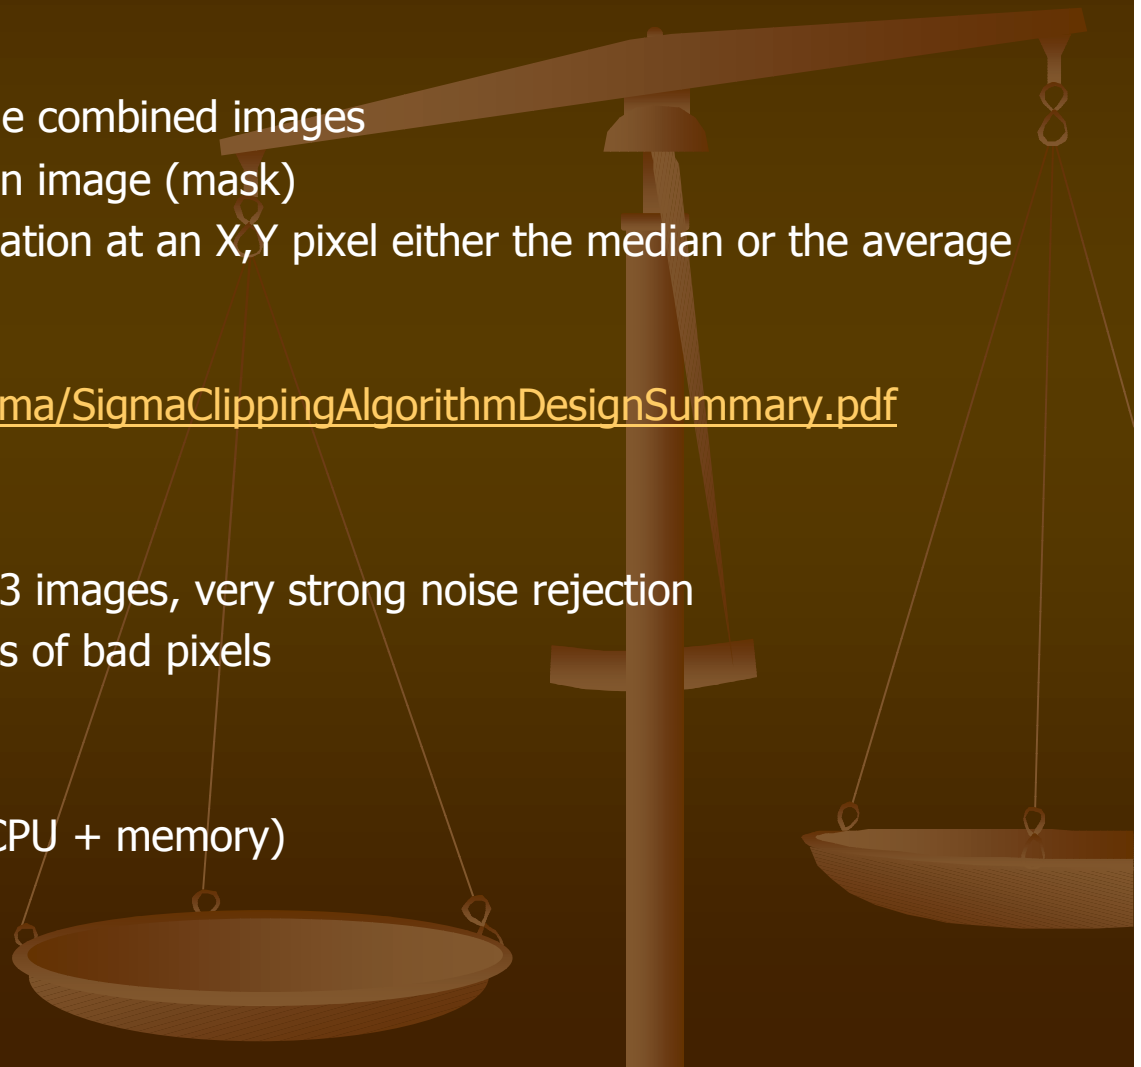 e combined images
n image (mask)
ation at an X,Y pixel either the median or the average
ma/SigmaClippingAlgorithmDesignSummary.pdf
3 images, very strong noise rejection
s of bad pixels
CPU + memory)